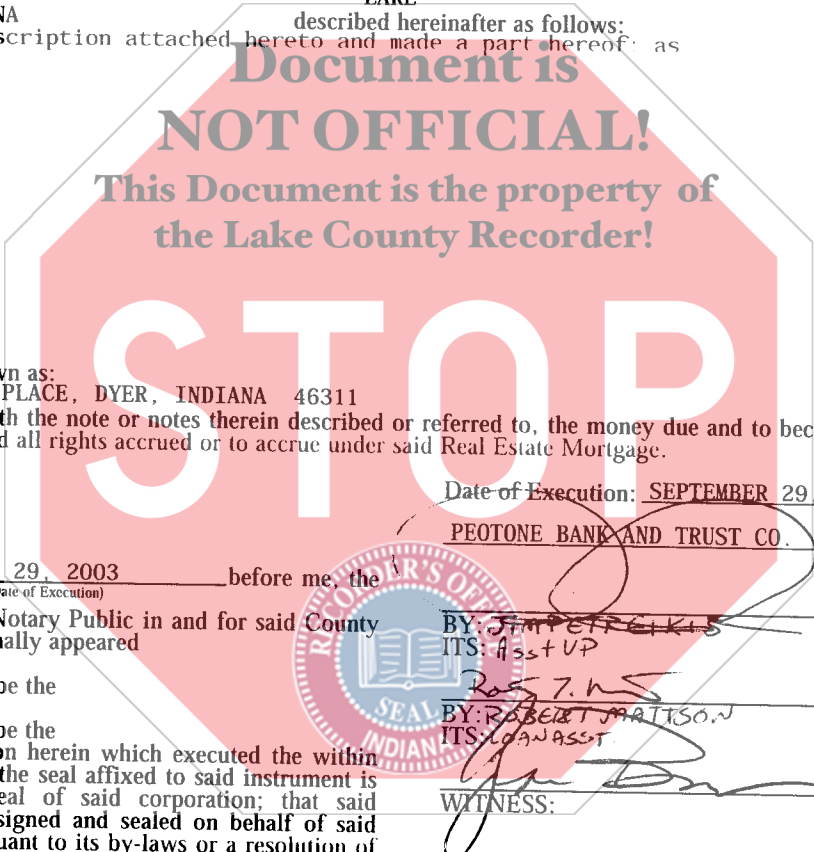 NA LAKE
described hereinafter as follows:
scription attached hereto and made a part hereof: as
Document is
NOT OFFICIAL!
This Document is the property of
the Lake County Recorder!
STOP
wn as:
PLACE, DYER, INDIANA 46311
th the note or notes therein described or referred to, the money due and to bec
d all rights accrued or to accrue under said Real Estate Mortgage.
Date of Execution: SEPTEMBER 29
PEOTONE BANK AND TRUST CO.
29, 2003 before me, the
ate of Execution)
Notary Public in and for said County
nally appeared
be the
be the
on herein which executed the within
the seal affixed to said instrument is
eal of said corporation; that said
signed and sealed on behalf of said
uant to its by-laws or a resolution of
RECORDER'S OFF
SEAL
INDIANA
BY: JIM PETREIKIS
ITS: Asst VP
BY: ROBERT MATTSON
ITS: LOAN ASST.
WITNESS: